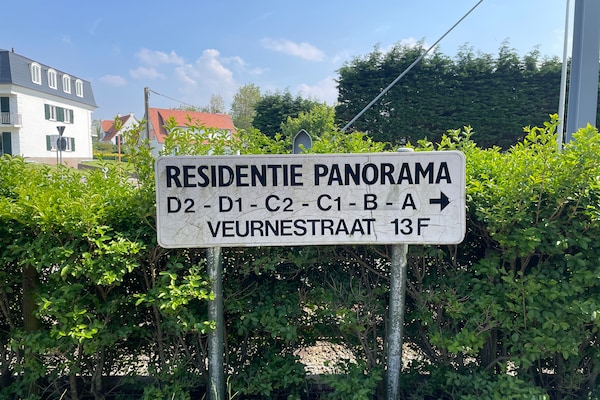 RESIDENTIE PANORAMA
D2 - D1 - C2 - C1 - B - A →
VEURNESTRAAT 13F